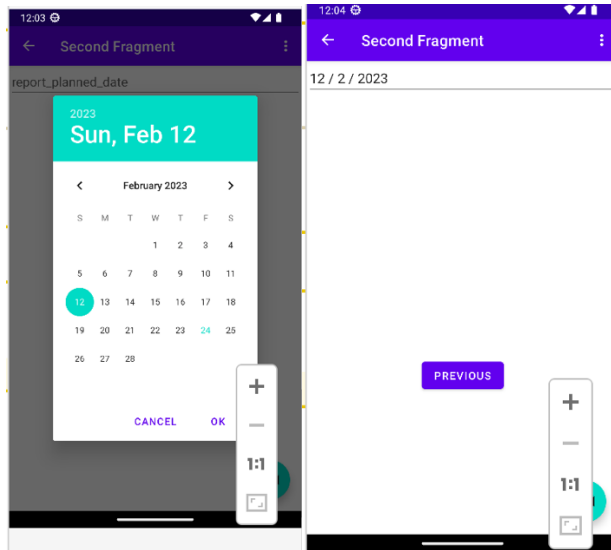 12:03
Second Fragment
report_planned_date
2023
Sun, Feb 12
February 2023
S M T W T F S
1 2 3 4
5 6 7 8 9 10 11
12 13 14 15 16 17 18
19 20 21 22 23 24 25
26 27 28
CANCEL OK
1:1
12:04
Second Fragment
12 / 2 / 2023
PREVIOUS
1:1